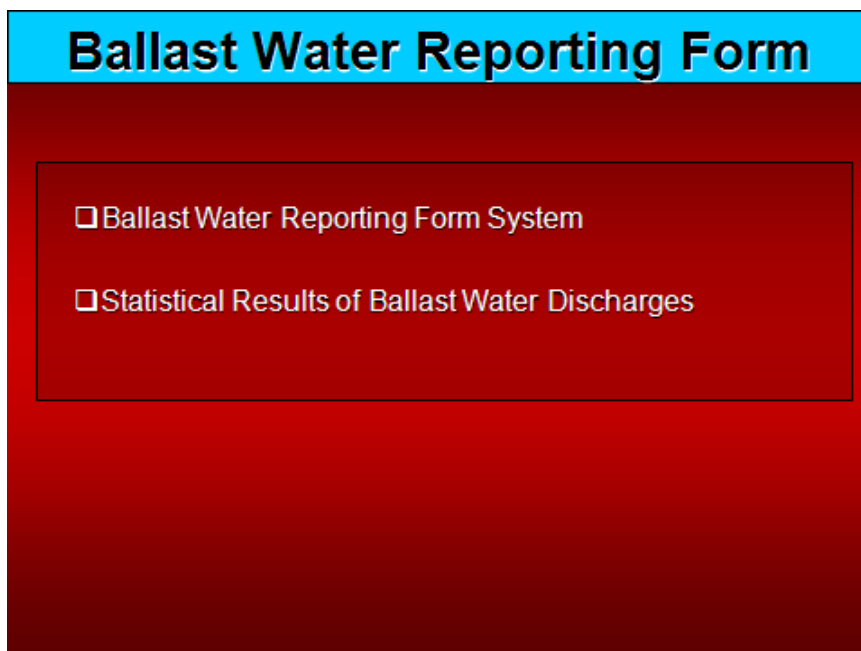 Ballast Water Reporting Form
❑Ballast Water Reporting Form System
❑Statistical Results of Ballast Water Discharges